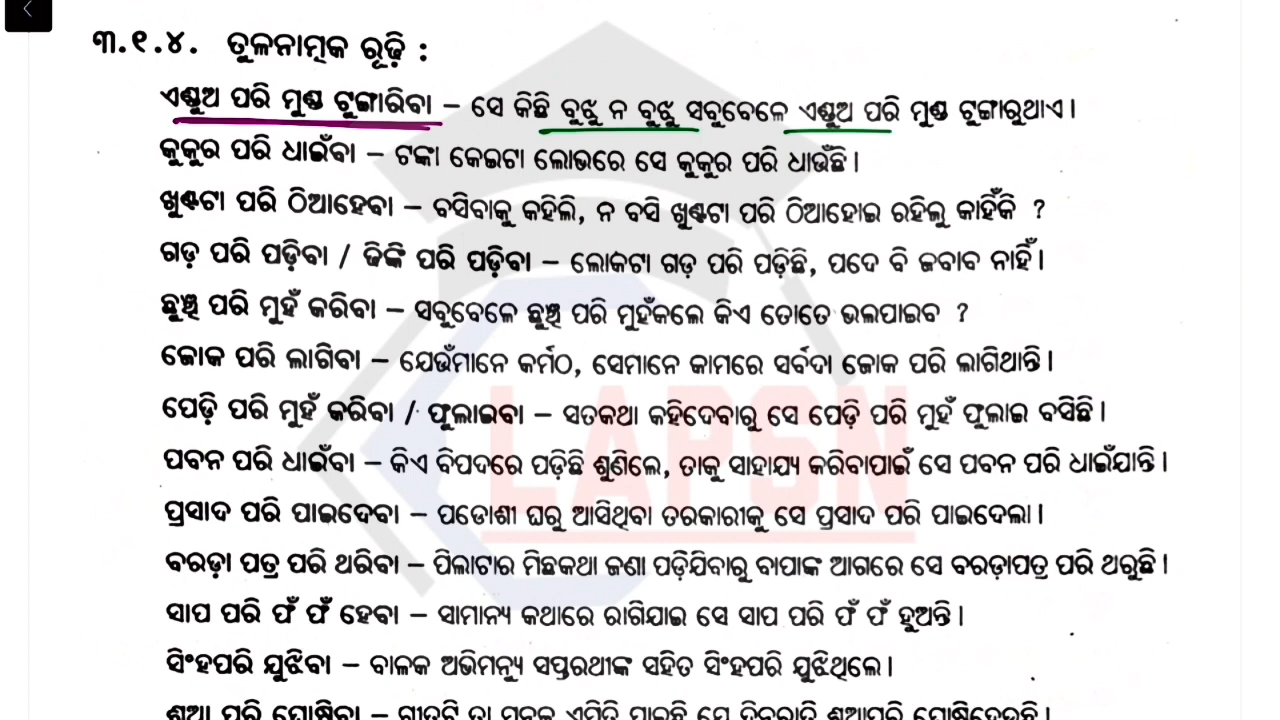 ୩.୧.୪. ତୁଳନାତ୍ମକ ରୂଢ଼ି :
ଏଣ୍ଡୁଅ ପରି ମୁଣ୍ଡ ଟୁଙ୍ଗାରିବା – ସେ କିଛି ବୁଝୁ ନ ବୁଝୁ ସବୁବେଳେ ଏଣ୍ଡୁଅ ପରି ମୁଣ୍ଡ ଟୁଙ୍ଗାରୁଥାଏ।
କୁକୁର ପରି ଧାଇଁବା – ଟଙ୍କା କେଇଟା ଲୋଭରେ ସେ କୁକୁର ପରି ଧାଉଁଛି।
ଖୁଣ୍ଟଟା ପରି ଠିଆହେବା – ବସିବାକୁ କହିଲି, ନ ବସି ଖୁଣ୍ଟଟା ପରି ଠିଆହୋଇ ରହିଲୁ କାହିଁକି ?
ଗଡ଼ ପରି ପଡ଼ିବା / ଢିଙ୍କି ପରି ପଡ଼ିବା – ଲୋକଟା ଗଡ଼ ପରି ପଡ଼ିଛି, ପଦେ ବି ଜବାବ ନାହିଁ।
ଛୁଞ୍ଚି ପରି ମୁହଁ କରିବା – ସବୁବେଳେ ଛୁଞ୍ଚି ପରି ମୁହଁକଲେ କିଏ ତୋତେ ଭଲପାଇବ ?
ଜୋକ ପରି ଲାଗିବା – ଯେଉଁମାନେ କର୍ମଠ, ସେମାନେ କାମରେ ସର୍ବଦା ଜୋକ ପରି ଲାଗିଥାନ୍ତି।
ପେଡ଼ି ପରି ମୁହଁ କରିବା / ଫୁଲାଇବା – ସତକଥା କହିଦେବାରୁ ସେ ପେଡ଼ି ପରି ମୁହଁ ଫୁଲାଇ ବସିଛି।
ପବନ ପରି ଧାଇଁବା – କିଏ ବିପଦରେ ପଡ଼ିଛି ଶୁଣିଲେ, ତାକୁ ସାହାଯ୍ୟ କରିବାପାଇଁ ସେ ପବନ ପରି ଧାଇଁଯାନ୍ତି।
ପ୍ରସାଦ ପରି ପାଇଦେବା – ପଡୋଶୀ ଘରୁ ଆସିଥିବା ତରକାରୀକୁ ସେ ପ୍ରସାଦ ପରି ପାଇଦେଲା।
ବରଡ଼ା ପତ୍ର ପରି ଥରିବା – ପିଲାଟାର ମିଛକଥା ଜଣା ପଡ଼ିଯିବାରୁ ବାପାଙ୍କ ଆଗରେ ସେ ବରଡ଼ାପତ୍ର ପରି ଥରୁଛି।
ସାପ ପରି ଫଁ ଫଁ ହେବା – ସାମାନ୍ୟ କଥାରେ ରାଗିଯାଇ ସେ ସାପ ପରି ଫଁ ଫଁ ହୁଅନ୍ତି।
ସିଂହପରି ଯୁଝିବା – ବାଳକ ଅଭିମନ୍ୟୁ ସପ୍ତରଥୀଙ୍କ ସହିତ ସିଂହପରି ଯୁଝିଥିଲେ।
LAPSN